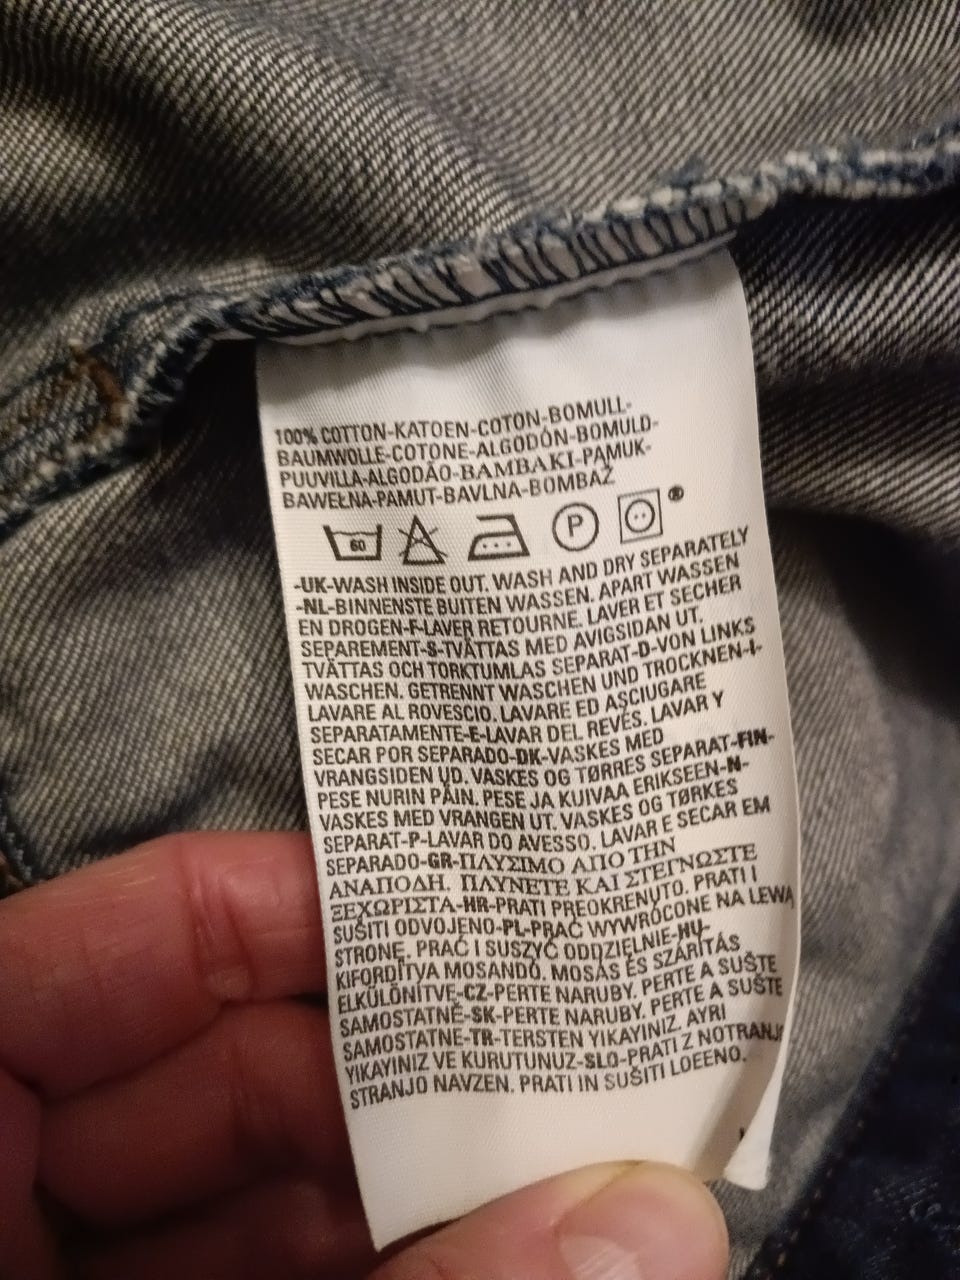 100% COTTON-KATOEN-COTON-BOMULL-
BAUMWOLLE-COTONE-ALGODÓN-BOMULD-
PUUVILLA-ALGODÃO-BAMBAKI-PAMUK-
BAWEŁNA-PAMUT-BAVLNA-BOMBAŽ
60 P ®
-UK-WASH INSIDE OUT. WASH AND DRY SEPARATELY
-NL-BINNENSTE BUITEN WASSEN. APART WASSEN
EN DROGEN-F-LAVER RETOURNE. LAVER ET SECHER
SEPAREMENT-S-TVÄTTAS MED AVIGSIDAN UT.
TVÄTTAS OCH TORKTUMLAS SEPARAT-D-VON LINKS
WASCHEN. GETRENNT WASCHEN UND TROCKNEN-I-
LAVARE AL ROVESCIO. LAVARE ED ASCIUGARE
SEPARATAMENTE-E-LAVAR DEL REVÉS. LAVAR Y
SECAR POR SEPARADO-DK-VASKES MED
VRANGSIDEN UD. VASKES OG TØRRES SEPARAT-FIN-
PESE NURIN PÄIN. PESE JA KUIVAA ERIKSEEN-N-
VASKES MED VRANGEN UT. VASKES OG TØRKES
SEPARAT-P-LAVAR DO AVESSO. LAVAR E SECAR EM
SEPARADO-GR-ΠΛΥΣΙΜΟ ΑΠΟ ΤΗΝ
ΑΝΑΠΟΔΗ. ΠΛΥΝΕΤΕ ΚΑΙ ΣΤΕΓΝΩΣΤΕ
ΞΕΧΩΡΙΣΤΑ-HR-PRATI PREOKRENUTO. PRATI I
SUŠITI ODVOJENO-PL-PRAĆ WYWRÓCONE NA LEWĄ
STRONĘ. PRAĆ I SUSZYĆ ODDZIELNIE-HU-
KIFORDÍTVA MOSANDÓ. MOSÁS ÉS SZÁRÍTÁS
ELKÜLÖNÍTVE-CZ-PERTE NARUBY. PERTE A SUŠTE
SAMOSTATNĚ-SK-PERTE NARUBY. PERTE A SUŠTE
SAMOSTATNE-TR-TERSTEN YIKAYINIZ. AYRI
YIKAYINIZ VE KURUTUNUZ-SLO-PRATI Z NOTRANJO
STRANJO NAVZEN. PRATI IN SUŠITI LOEENO.